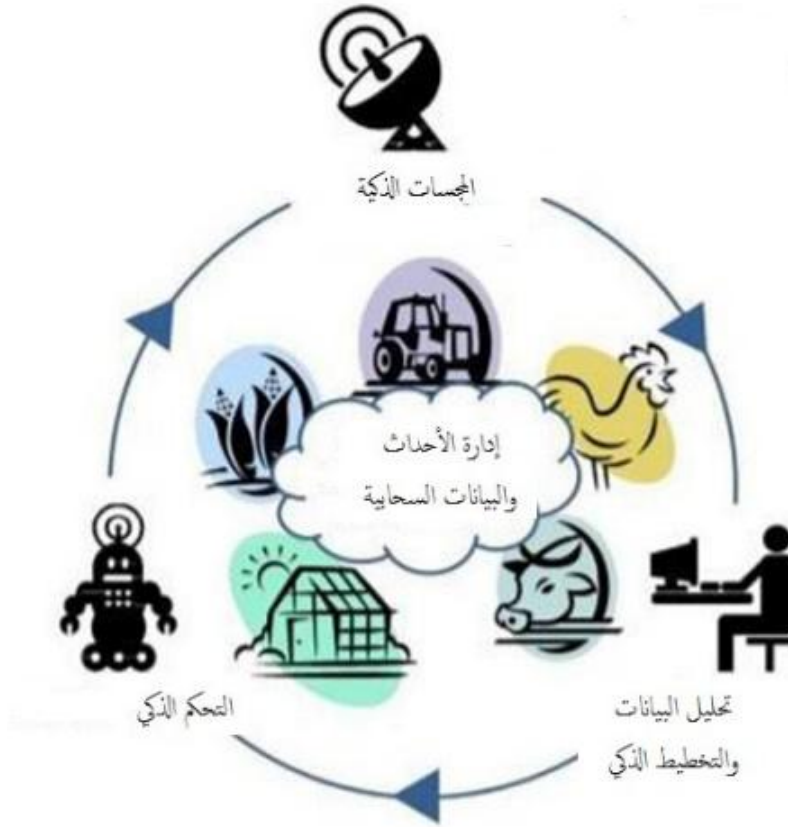 المجسات الذكية
إدارة الأحداث
والبيانات السحابية
التحكم الذكي
تحليل البيانات
والتخطيط الذكي